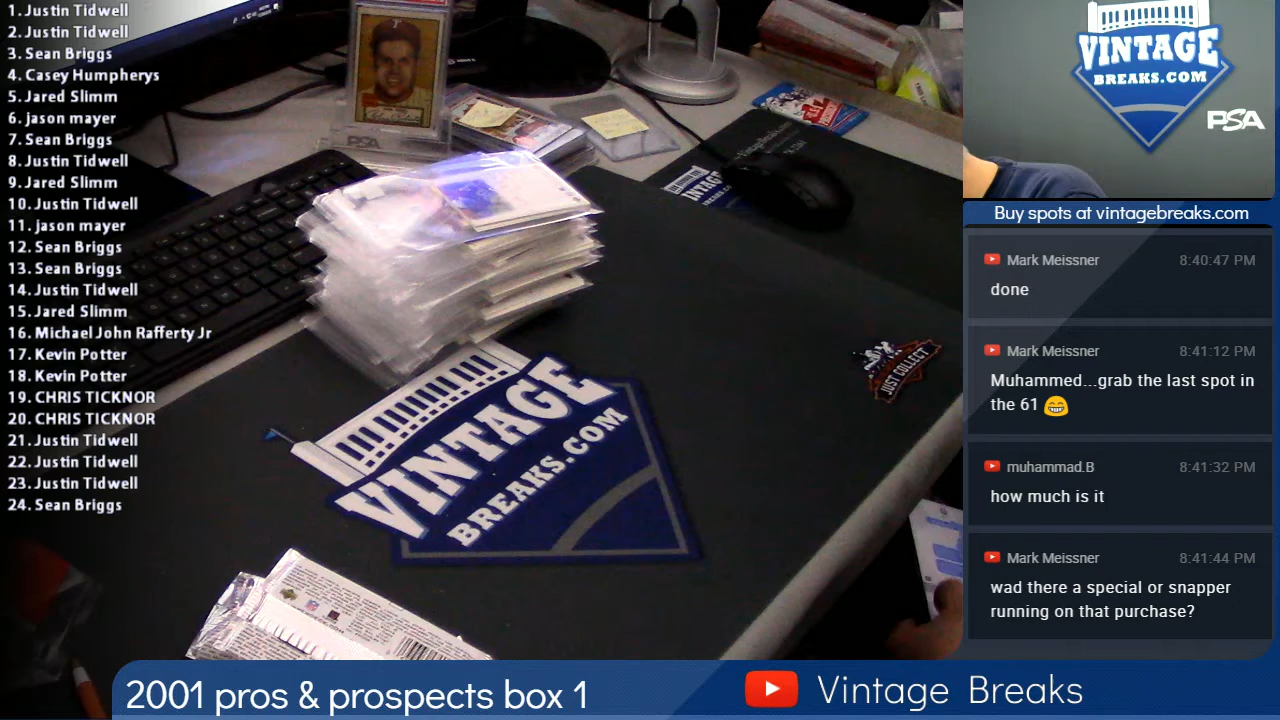 1. Justin Tidwell
2. Justin Tidwell
3. Sean Briggs
4. Casey Humpherys
5. Jared Slimm
6. jason mayer
7. Sean Briggs
8. Justin Tidwell
9. Jared Slimm
10. Justin Tidwell
11. jason mayer
12. Sean Briggs
13. Sean Briggs
14. Justin Tidwell
15. Jared Slimm
16. Michael John Rafferty Jr
17. Kevin Potter
18. Kevin Potter
19. CHRIS TICKNOR
20. CHRIS TICKNOR
21. Justin Tidwell
22. Justin Tidwell
23. Justin Tidwell
24. Sean Briggs
PSA
VINTAGE
JUST COLLECT
VINTAGE
BREAKS.COM
NFL
VINTAGE
BREAKS.COM
PSA
Buy spots at vintagebreaks.com
Mark Meissner 8:40:47 PM
done
Mark Meissner 8:41:12 PM
Muhammed...grab the last spot in
the 61 😁
muhammad.B 8:41:32 PM
how much is it
Mark Meissner 8:41:44 PM
wad there a special or snapper
running on that purchase?
2001 pros & prospects box 1
Vintage Breaks